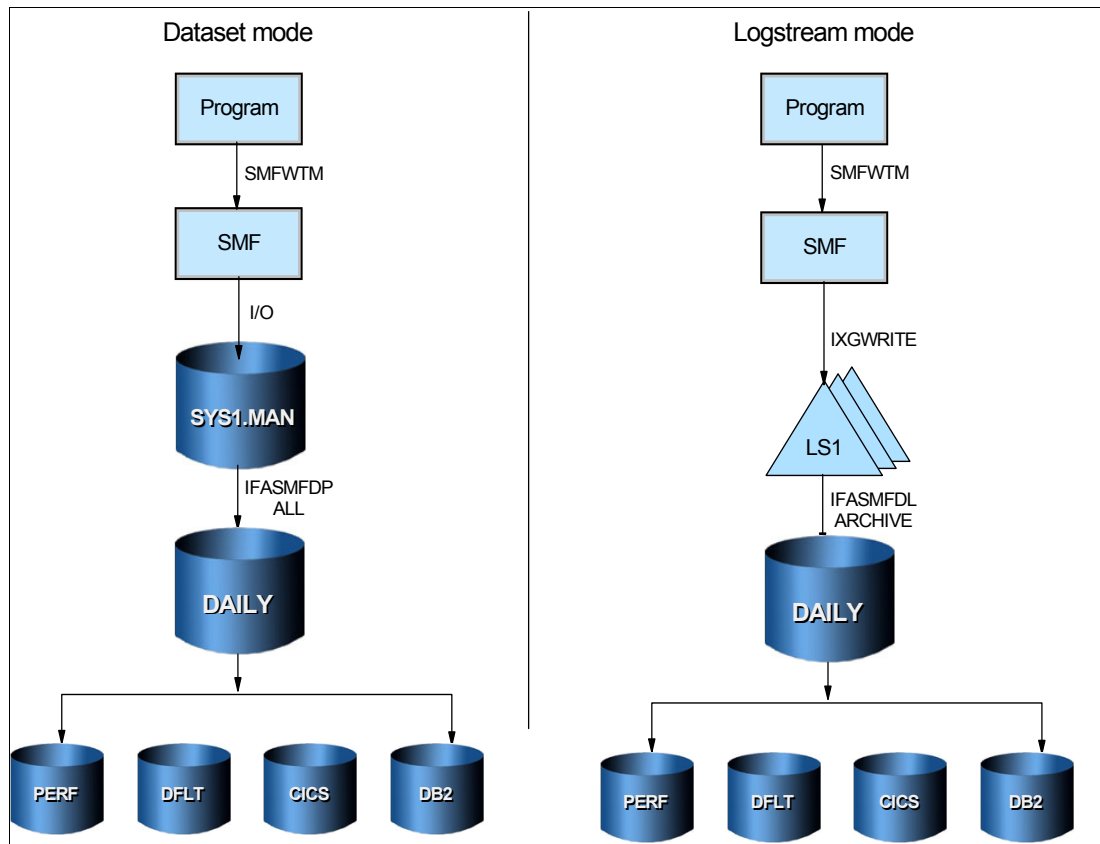 Dataset mode
Program
SMFWTM
SMF
I/O
SYS1.MAN
IFASMFDP
ALL
DAILY
PERF
DFLT
CICS
DB2
Logstream mode
Program
SMFWTM
SMF
IXGWRITE
LS1
IFASMFDL
ARCHIVE
DAILY
PERF
DFLT
CICS
DB2